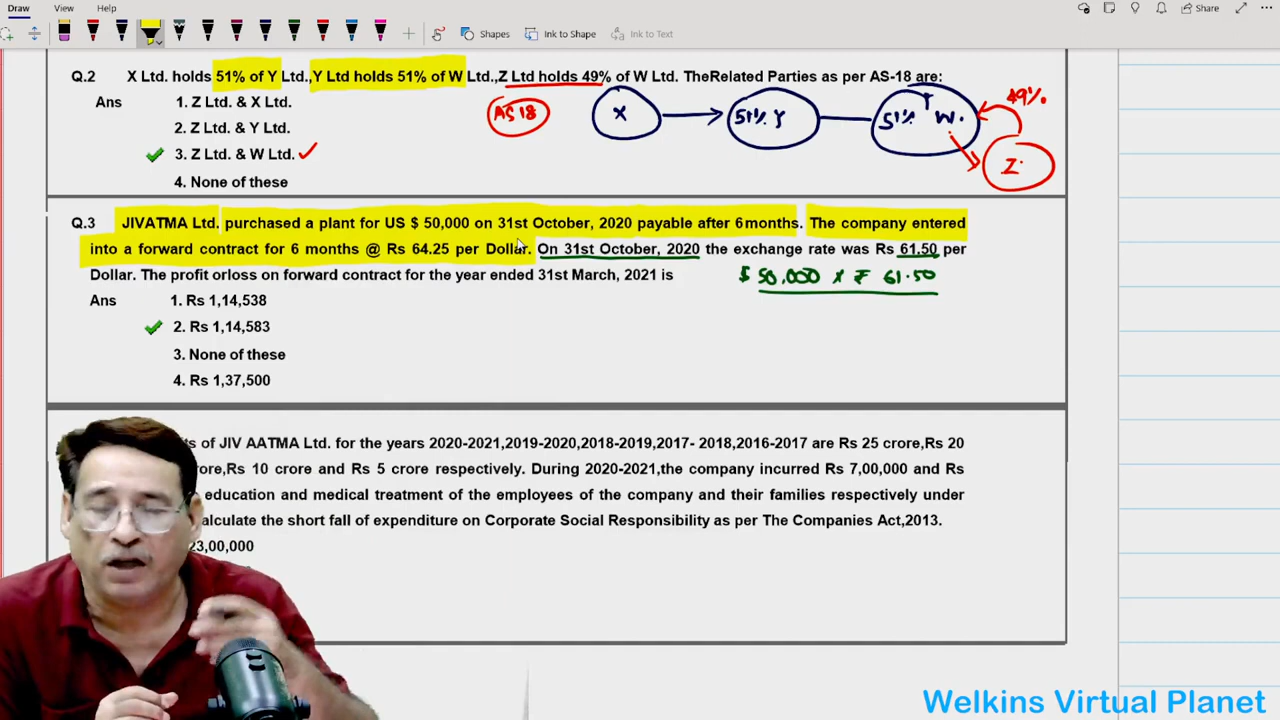 Draw View Help
Share
Shapes Ink to Shape Ink to Text
Q.2 X Ltd. holds 51% of Y Ltd.,Y Ltd holds 51% of W Ltd.,Z Ltd holds 49% of W Ltd. TheRelated Parties as per AS-18 are:
Ans 1. Z Ltd. & X Ltd.
2. Z Ltd. & Y Ltd.
3. Z Ltd. & W Ltd.
4. None of these
AS 18 X 51% Y 51% W. 49%
Z
Q.3 JIVATMA Ltd. purchased a plant for US $ 50,000 on 31st October, 2020 payable after 6 months. The company entered
into a forward contract for 6 months @ Rs 64.25 per Dollar. On 31st October, 2020 the exchange rate was Rs 61.50 per
Dollar. The profit orloss on forward contract for the year ended 31st March, 2021 is
$ 50,000 x ₹ 61.50
Ans 1. Rs 1,14,538
2. Rs 1,14,583
3. None of these
4. Rs 1,37,500
of JIV AATMA Ltd. for the years 2020-2021,2019-2020,2018-2019,2017- 2018,2016-2017 are Rs 25 crore,Rs 20
Rs 10 crore and Rs 5 crore respectively. During 2020-2021,the company incurred Rs 7,00,000 and Rs
education and medical treatment of the employees of the company and their families respectively under
the short fall of expenditure on Corporate Social Responsibility as per The Companies Act,2013.
23,00,000
Welkins Virtual Planet